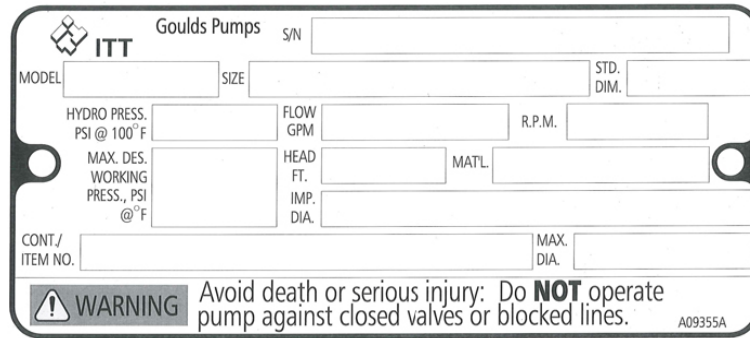 ITT Goulds Pumps S/N
MODEL SIZE STD. DIM.
HYDRO PRESS. PSI @ 100°F FLOW GPM R.P.M.
MAX. DES. WORKING PRESS., PSI @°F HEAD FT. MAT'L.
IMP. DIA.
CONT./ ITEM NO. MAX. DIA.
WARNING
Avoid death or serious injury: Do NOT operate
pump against closed valves or blocked lines.
A09355A